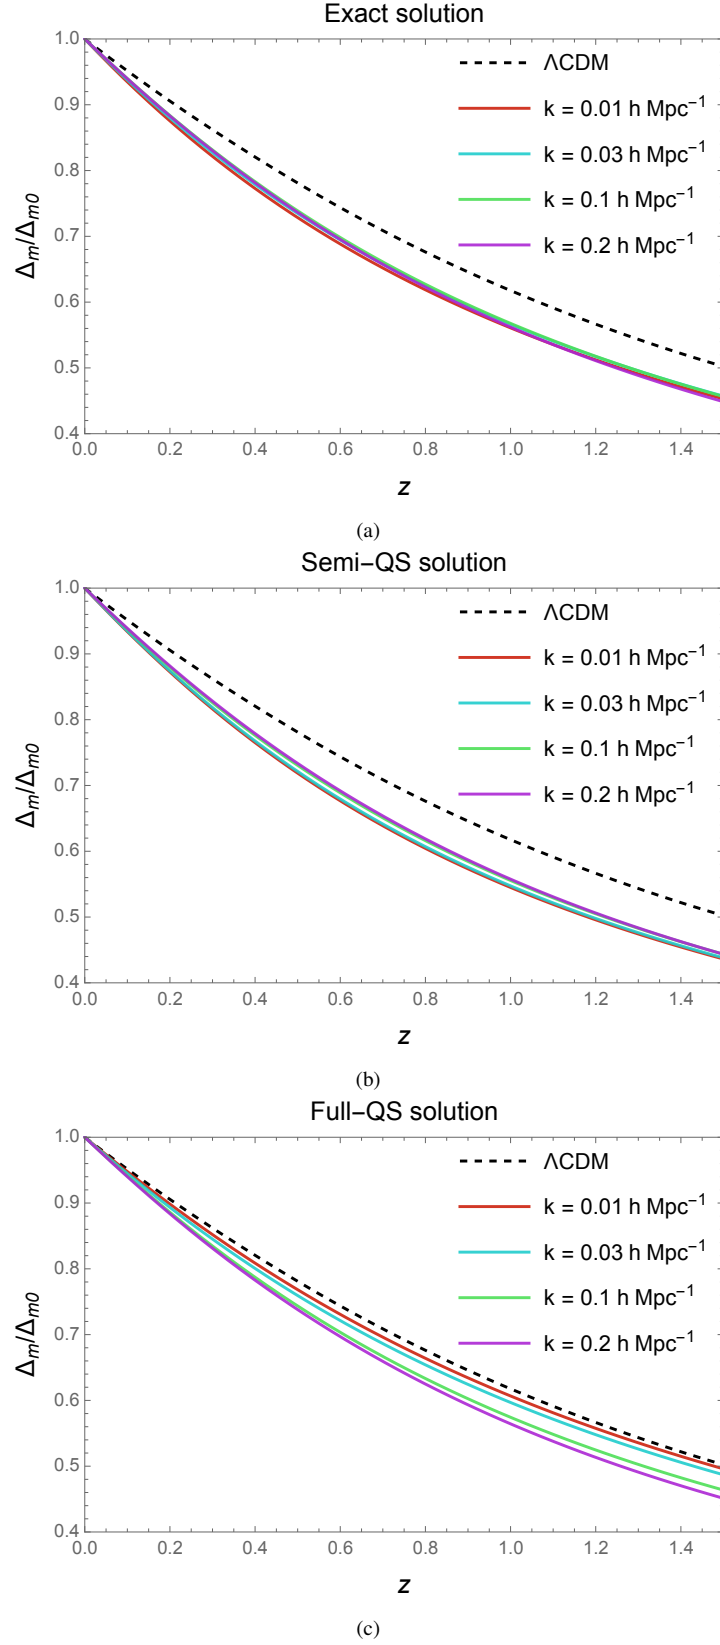 Exact solution
ΛCDM
k = 0.01 h Mpc⁻¹
k = 0.03 h Mpc⁻¹
k = 0.1 h Mpc⁻¹
k = 0.2 h Mpc⁻¹
1.0
0.9
0.8
0.7
0.6
0.5
0.4
Δm/Δm0
0.0 0.2 0.4 0.6 0.8 1.0 1.2 1.4
z
(a)
Semi−QS solution
ΛCDM
k = 0.01 h Mpc⁻¹
k = 0.03 h Mpc⁻¹
k = 0.1 h Mpc⁻¹
k = 0.2 h Mpc⁻¹
1.0
0.9
0.8
0.7
0.6
0.5
0.4
Δm/Δm0
0.0 0.2 0.4 0.6 0.8 1.0 1.2 1.4
z
(b)
Full−QS solution
ΛCDM
k = 0.01 h Mpc⁻¹
k = 0.03 h Mpc⁻¹
k = 0.1 h Mpc⁻¹
k = 0.2 h Mpc⁻¹
1.0
0.9
0.8
0.7
0.6
0.5
0.4
Δm/Δm0
0.0 0.2 0.4 0.6 0.8 1.0 1.2 1.4
z
(c)